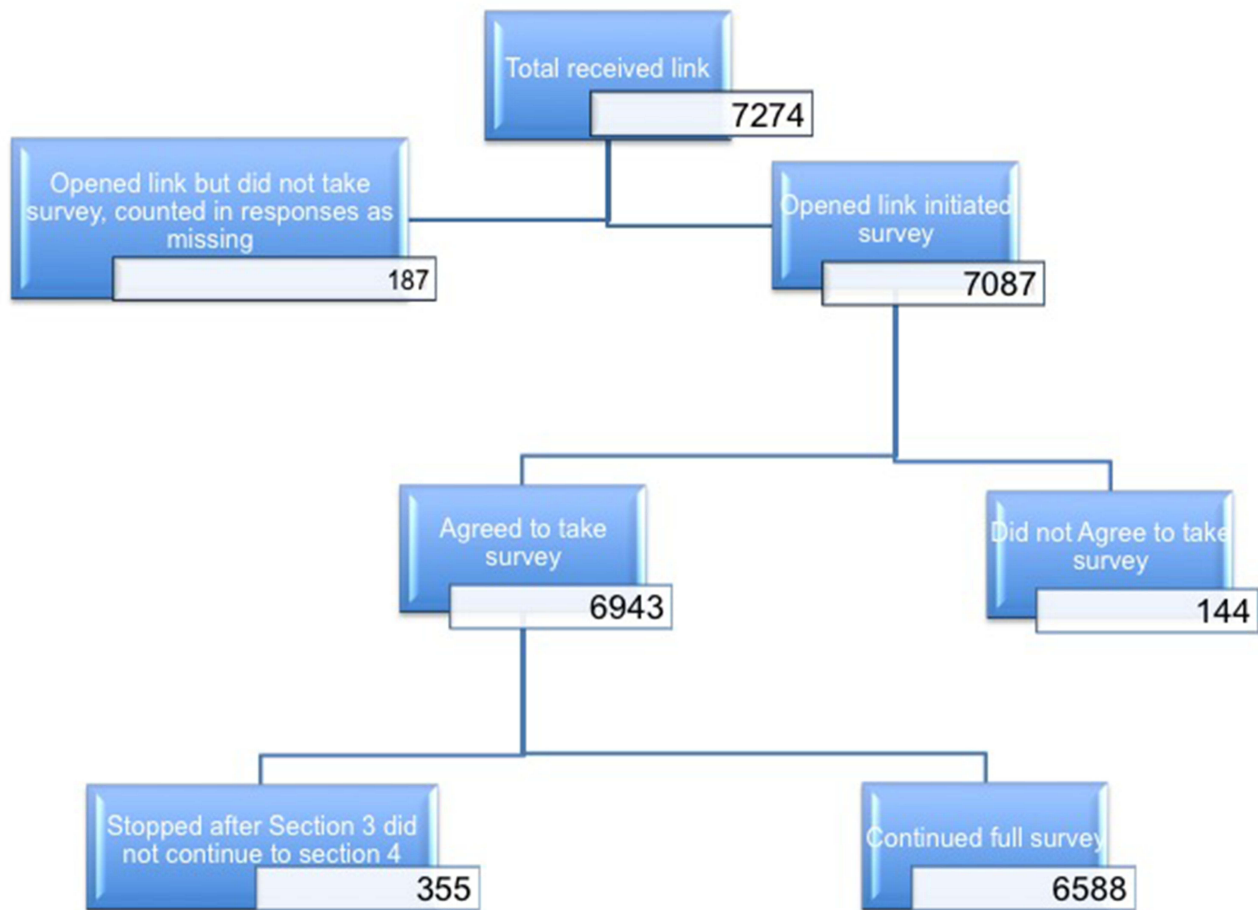 Total received link
7274
Opened link but did not take
survey, counted in responses as
missing
187
Opened link initiated
survey
7087
Agreed to take
survey
6943
Did not Agree to take
survey
144
Stopped after Section 3 did
not continue to section 4
355
Continued full survey
6588